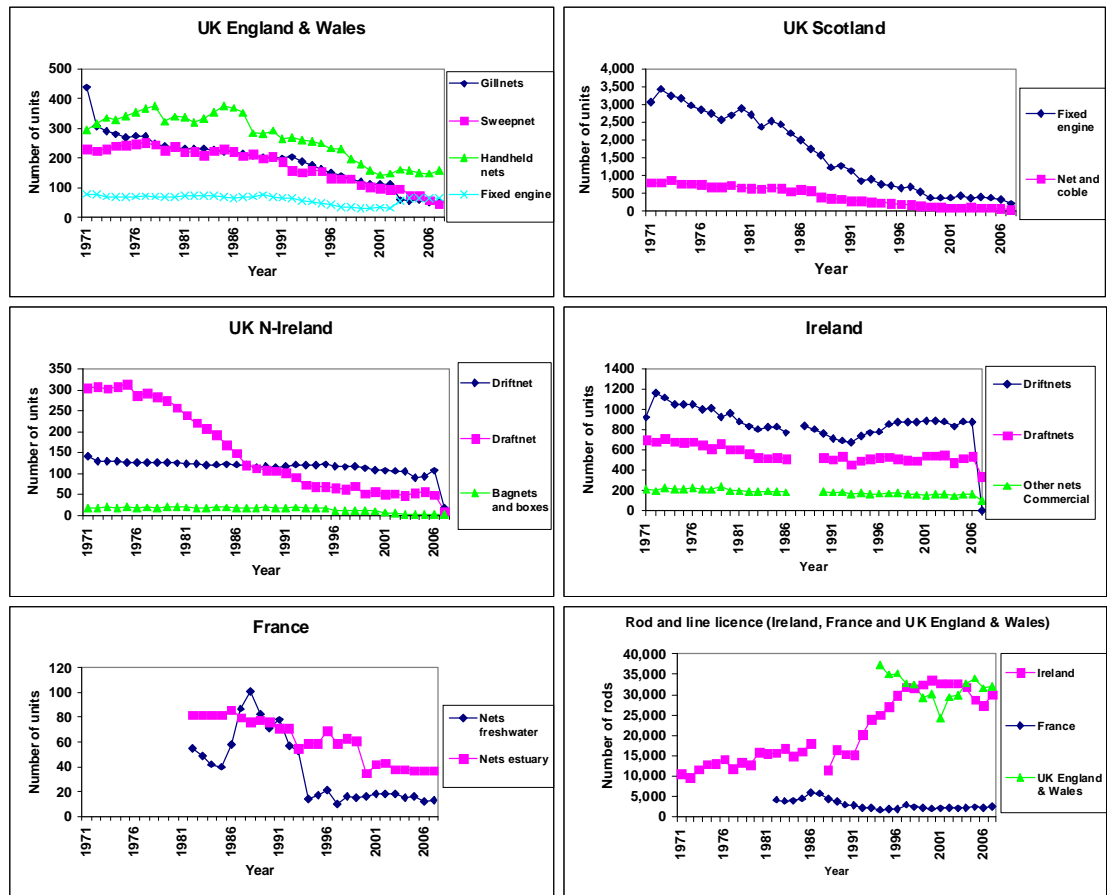 UK England & Wales
500
400
300
200
100
0
Number of units
1971
1976
1981
1986
1991
1996
2001
2006
Year
Gillnets
Sweepnet
Handheld
nets
Fixed engine
UK Scotland
4,000
3,500
3,000
2,500
2,000
1,500
1,000
500
0
Number of units
1971
1976
1981
1986
1991
1996
2001
2006
Year
Fixed
engine
Net and
coble
UK N-Ireland
350
300
250
200
150
100
50
0
Number of units
1971
1976
1981
1986
1991
1996
2001
2006
Year
Driftnet
Draftnet
Bagnets
and boxes
Ireland
1400
1200
1000
800
600
400
200
0
Number of units
1971
1976
1981
1986
1991
1996
2001
2006
Year
Driftnets
Draftnets
Other nets
Commercial
France
120
100
80
60
40
20
0
Number of units
1971
1976
1981
1986
1991
1996
2001
2006
Year
Nets
freshwater
Nets estuary
Rod and line licence (Ireland, France and UK England & Wales)
40,000
35,000
30,000
25,000
20,000
15,000
10,000
5,000
0
Number of rods
1971
1976
1981
1986
1991
1996
2001
2006
Year
Ireland
France
UK England
& Wales